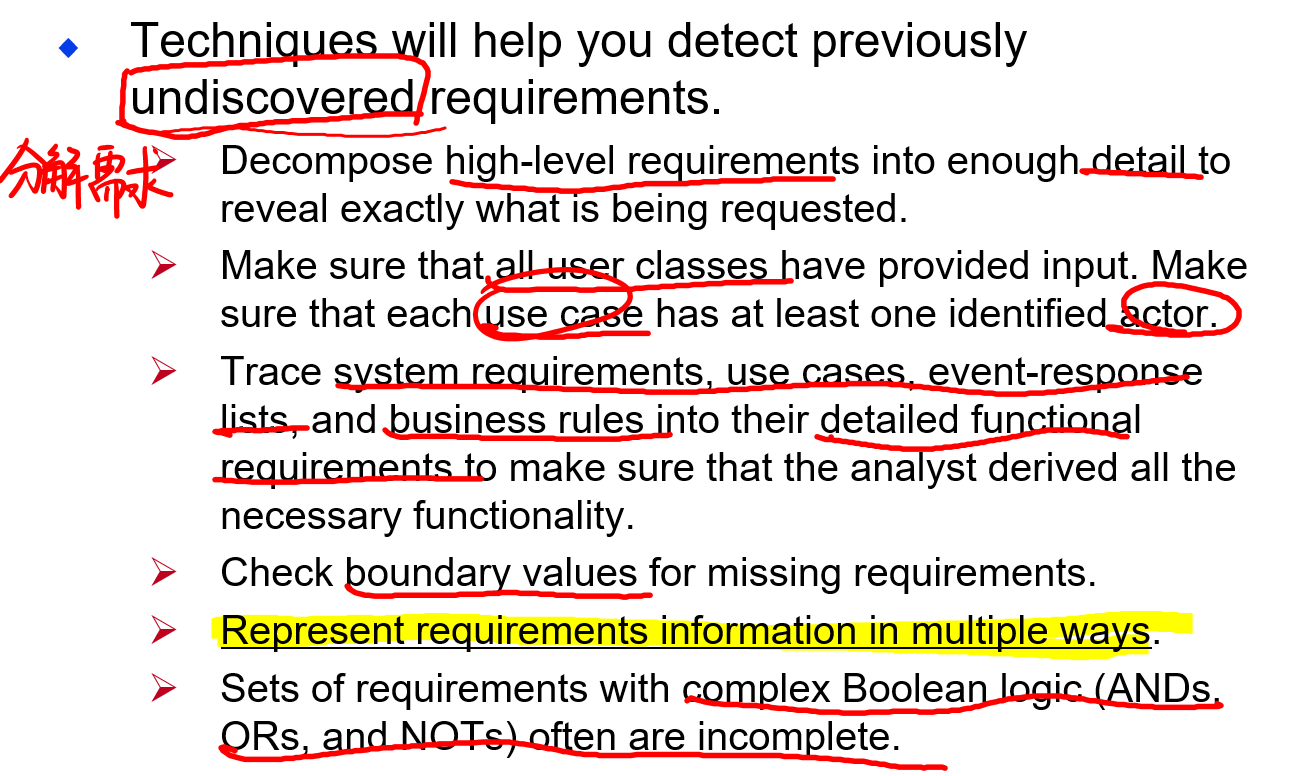 Techniques will help you detect previously
undiscovered requirements.
分解需求
Decompose high-level requirements into enough detail to
reveal exactly what is being requested.
Make sure that all user classes have provided input. Make
sure that each use case has at least one identified actor.
Trace system requirements, use cases, event-response
lists, and business rules into their detailed functional
requirements to make sure that the analyst derived all the
necessary functionality.
Check boundary values for missing requirements.
Represent requirements information in multiple ways.
Sets of requirements with complex Boolean logic (ANDs,
ORs, and NOTs) often are incomplete.